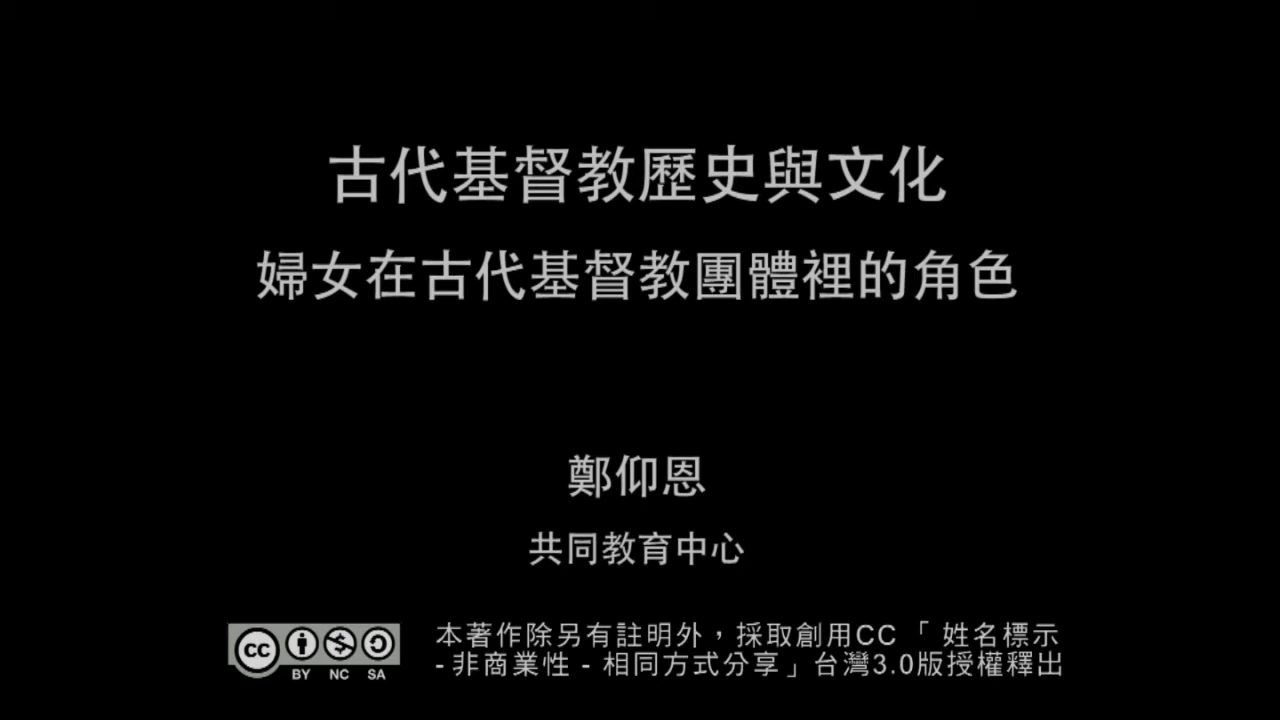 古代基督教歷史與文化
婦女在古代基督教團體裡的角色
鄭仰恩
共同教育中心
cc BY NC SA
本著作除另有註明外，採取創用CC「 姓名標示
- 非商業性 - 相同方式分享」台灣3.0版授權釋出